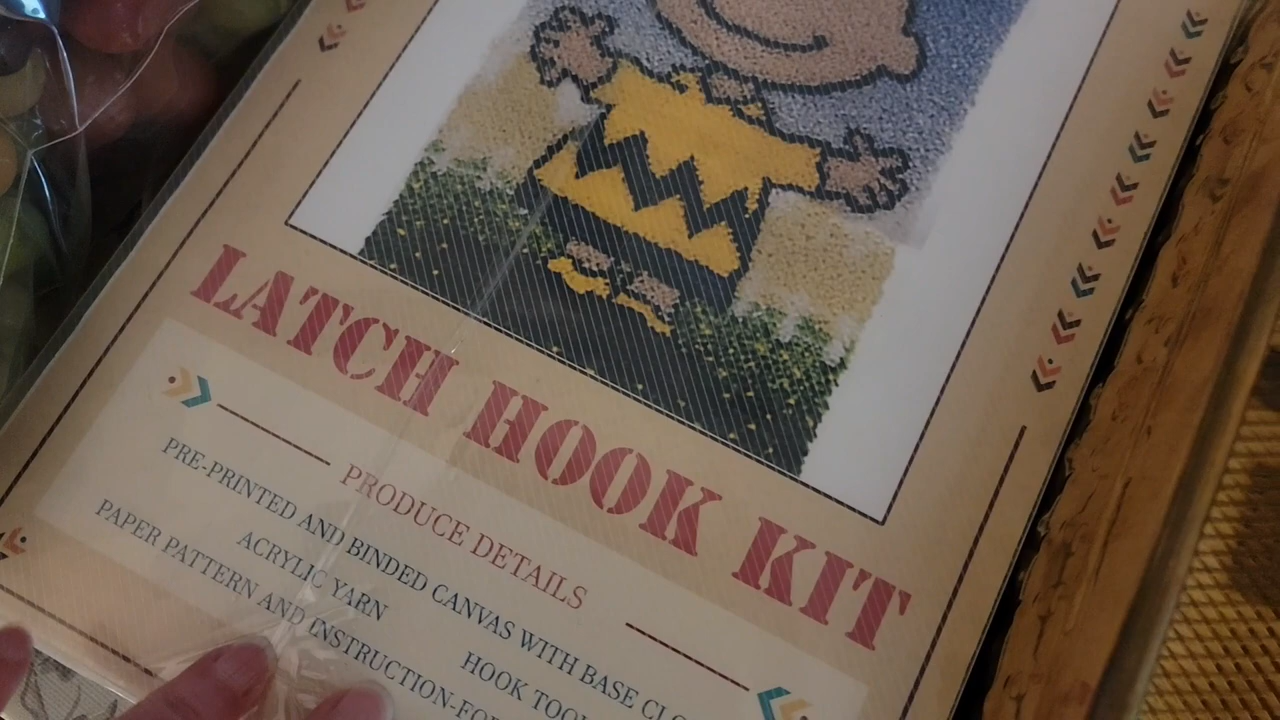 LATCH HOOK KIT
PRODUCE DETAILS
PRE-PRINTED AND BINDED CANVAS WITH BASE
ACRYLIC YARN
HOOK
PAPER PATTERN AND INSTRUCTION